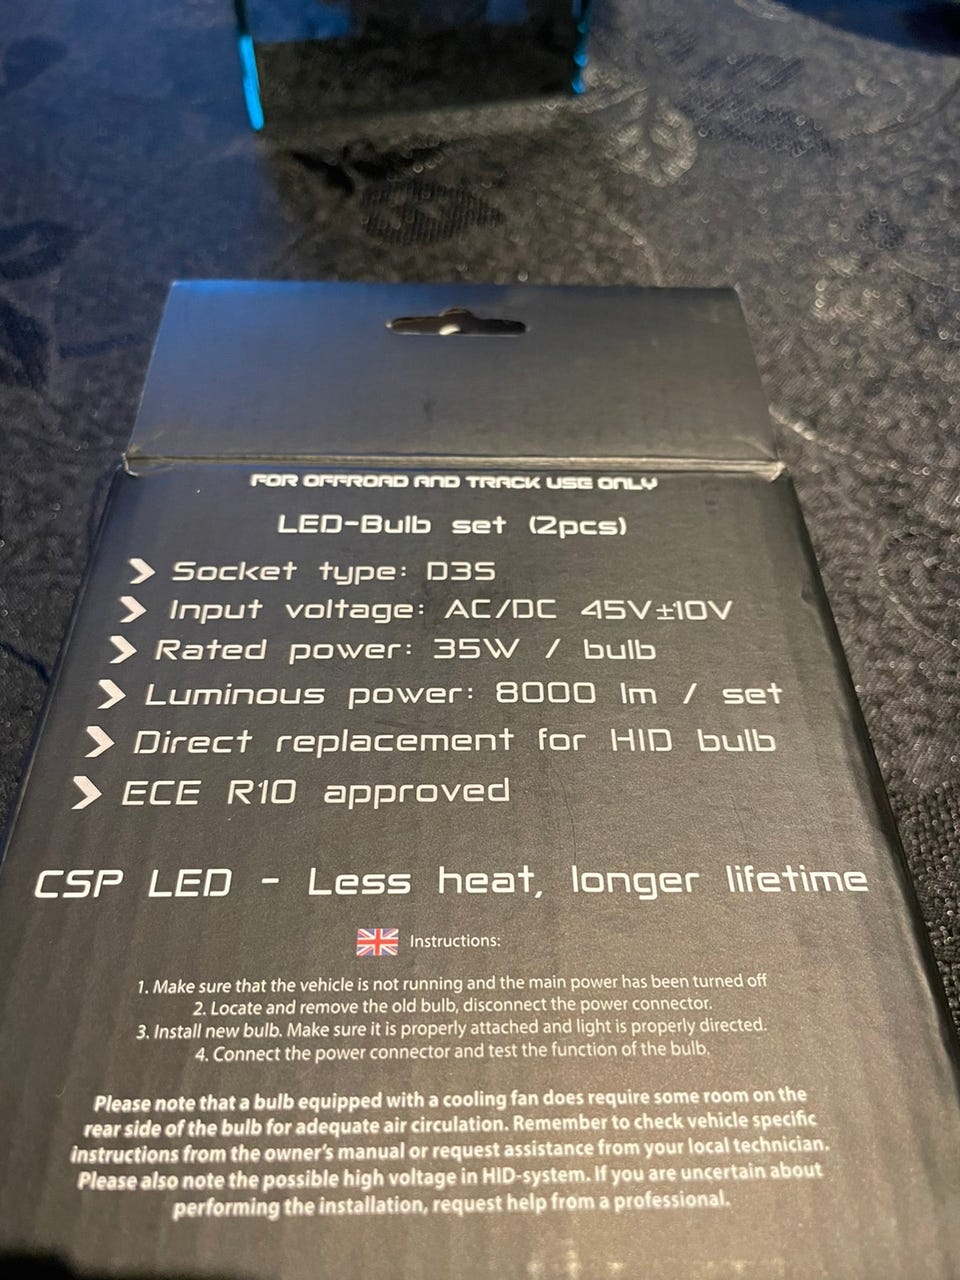 FOR OFFROAD AND TRACK USE ONLY
LED-Bulb set (2pcs)
Socket type: D3S
Input voltage: AC/DC 45V±10V
Rated power: 35W / bulb
Luminous power: 8000 lm / set
Direct replacement for HID bulb
ECE R10 approved
CSP LED - Less heat, longer lifetime
Instructions:
1. Make sure that the vehicle is not running and the main power has been turned off
2. Locate and remove the old bulb, disconnect the power connector.
3. Install new bulb. Make sure it is properly attached and light is properly directed.
4. Connect the power connector and test the function of the bulb.
Please note that a bulb equipped with a cooling fan does require some room on the
rear side of the bulb for adequate air circulation. Remember to check vehicle specific
instructions from the owner's manual or request assistance from your local technician.
Please also note the possible high voltage in HID-system. If you are uncertain about
performing the installation, request help from a professional.